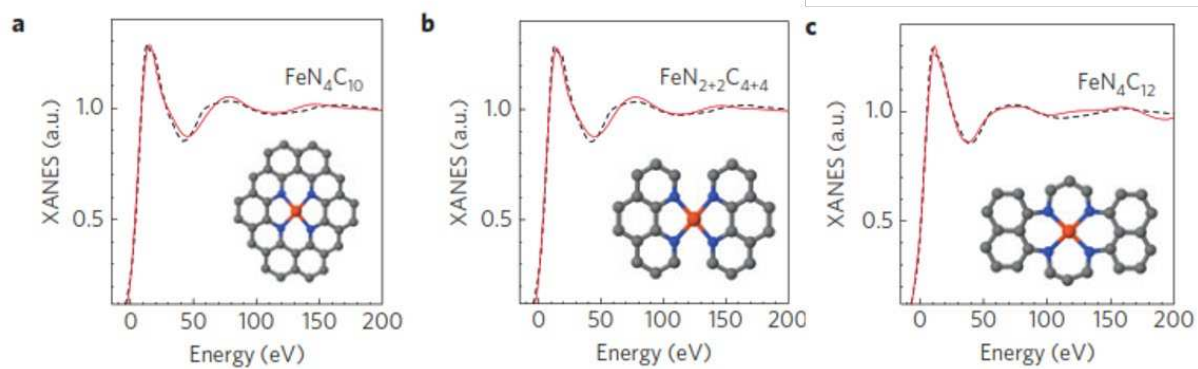 a
FeN₄C₁₀
XANES (a.u.)
1.0
0.5
0 50 100 150 200
Energy (eV)
b
FeN₂₊₂C₄₊₄
XANES (a.u.)
1.0
0.5
0 50 100 150 200
Energy (eV)
c
FeN₄C₁₂
XANES (a.u.)
1.0
0.5
0 50 100 150 200
Energy (eV)